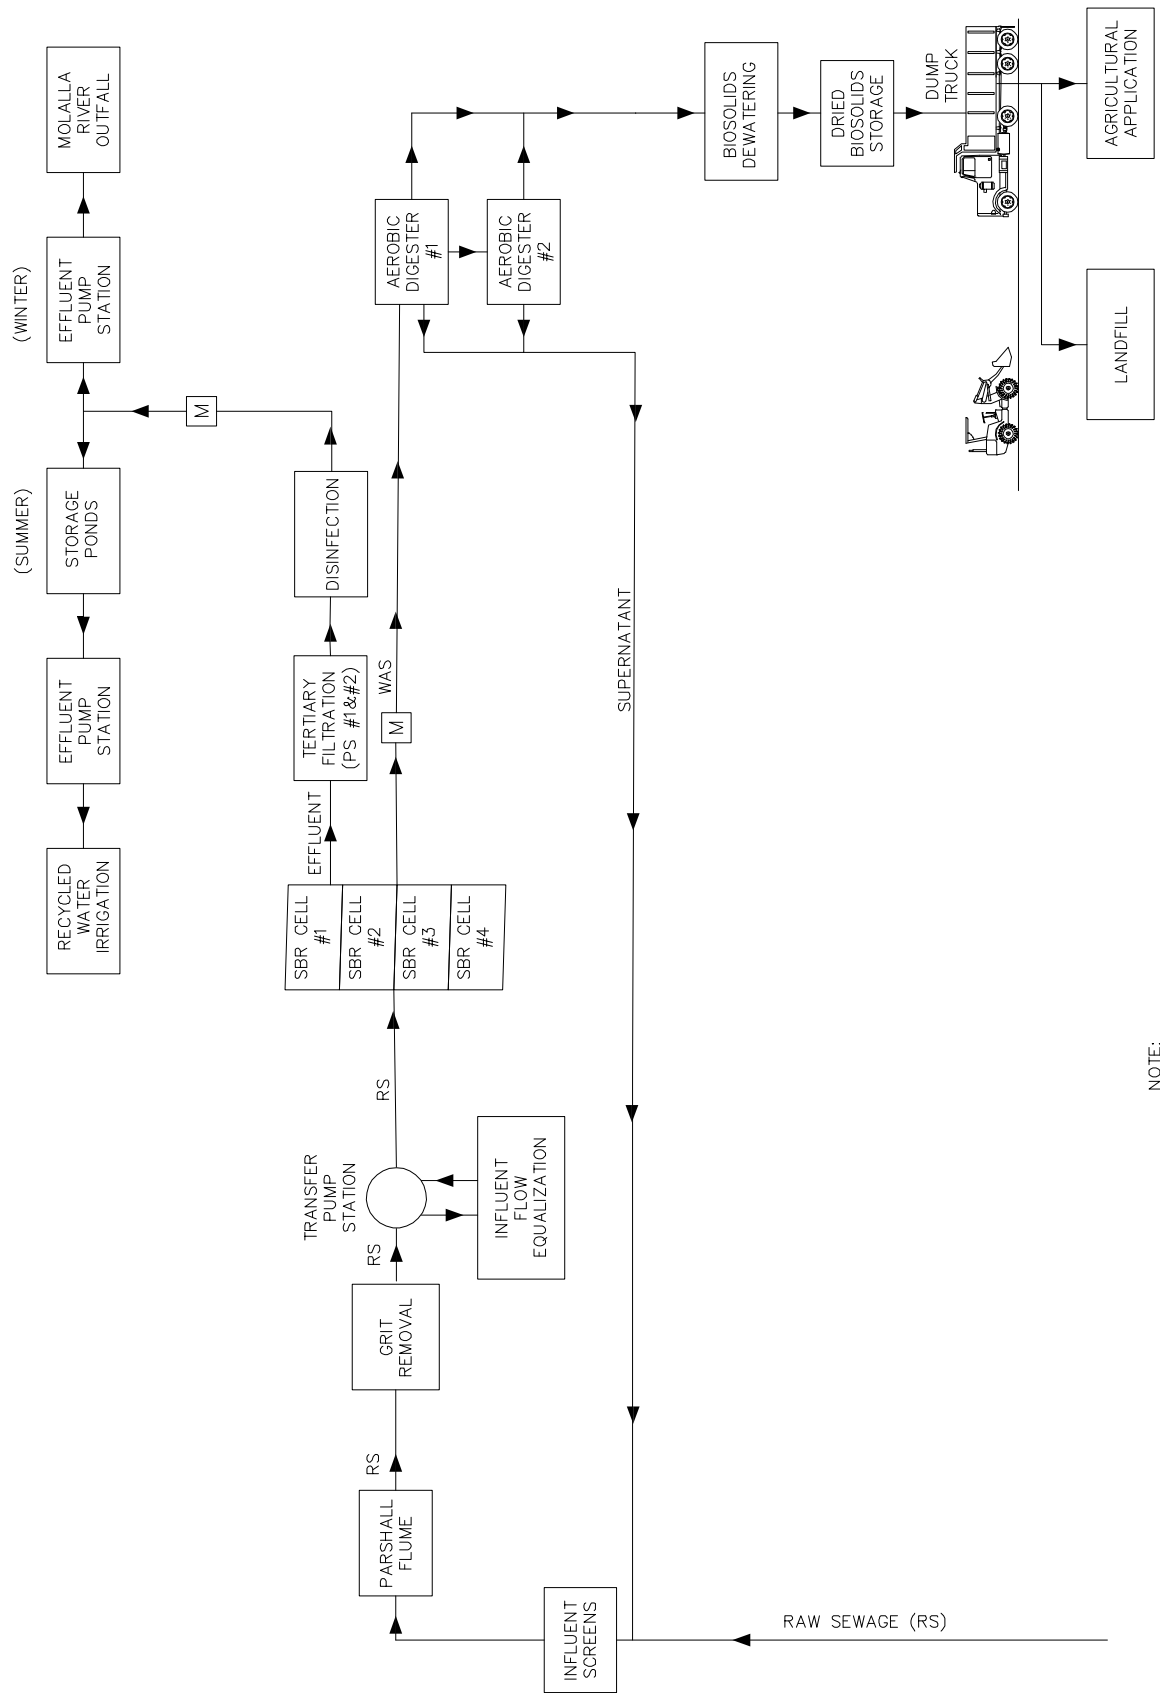 (WINTER)
(SUMMER)
MOLALLA
RIVER
OUTFALL
EFFLUENT
PUMP
STATION
STORAGE
PONDS
EFFLUENT
PUMP
STATION
RECYCLED
WATER
IRRIGATION
M
DISINFECTION
TERTIARY
FILTRATION
(PS #1&#2)
EFFLUENT
SBR CELL
#1
SBR CELL
#2
SBR CELL
#3
SBR CELL
#4
M
WAS
AEROBIC
DIGESTER
#1
AEROBIC
DIGESTER
#2
RS
TRANSFER
PUMP
STATION
RS
INFLUENT
FLOW
EQUALIZATION
GRIT
REMOVAL
RS
PARSHALL
FLUME
INFLUENT
SCREENS
RAW SEWAGE (RS)
SUPERNATANT
BIOSOLIDS
DEWATERING
DRIED
BIOSOLIDS
STORAGE
DUMP
TRUCK
AGRICULTURAL
APPLICATION
LANDFILL
NOTE: